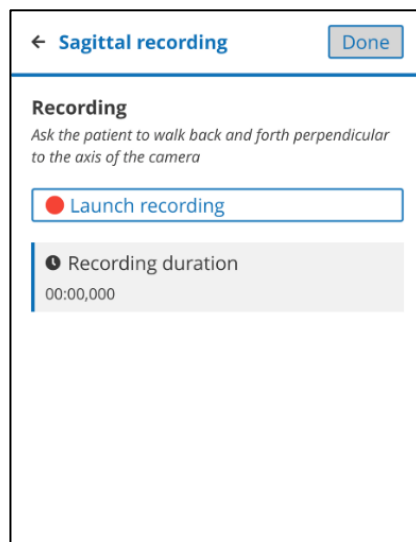 ← Sagittal recording
Done
Recording
Ask the patient to walk back and forth perpendicular
to the axis of the camera
Launch recording
Recording duration
00:00,000